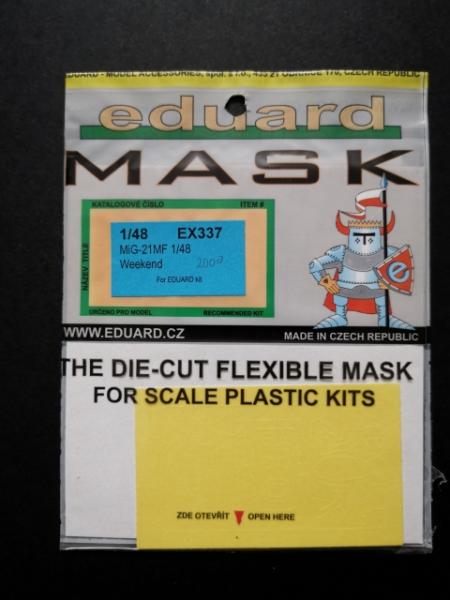 EDUARD - MODEL ACCESSORIES, spol. s r.o., 435 21 OBRNICE 170, CZECH REPUBLIC
eduard
MASK
KATALOGOVÉ ČÍSLO ITEM #
NÁZEV TITLE
1/48 EX337
MiG-21MF 1/48
Weekend 2000
For EDUARD kit
URČENO PRO MODEL RECOMMENDED KIT
e
WWW.EDUARD.CZ MADE IN CZECH REPUBLIC
THE DIE-CUT FLEXIBLE MASK
FOR SCALE PLASTIC KITS
ZDE OTEVŘÍT OPEN HERE